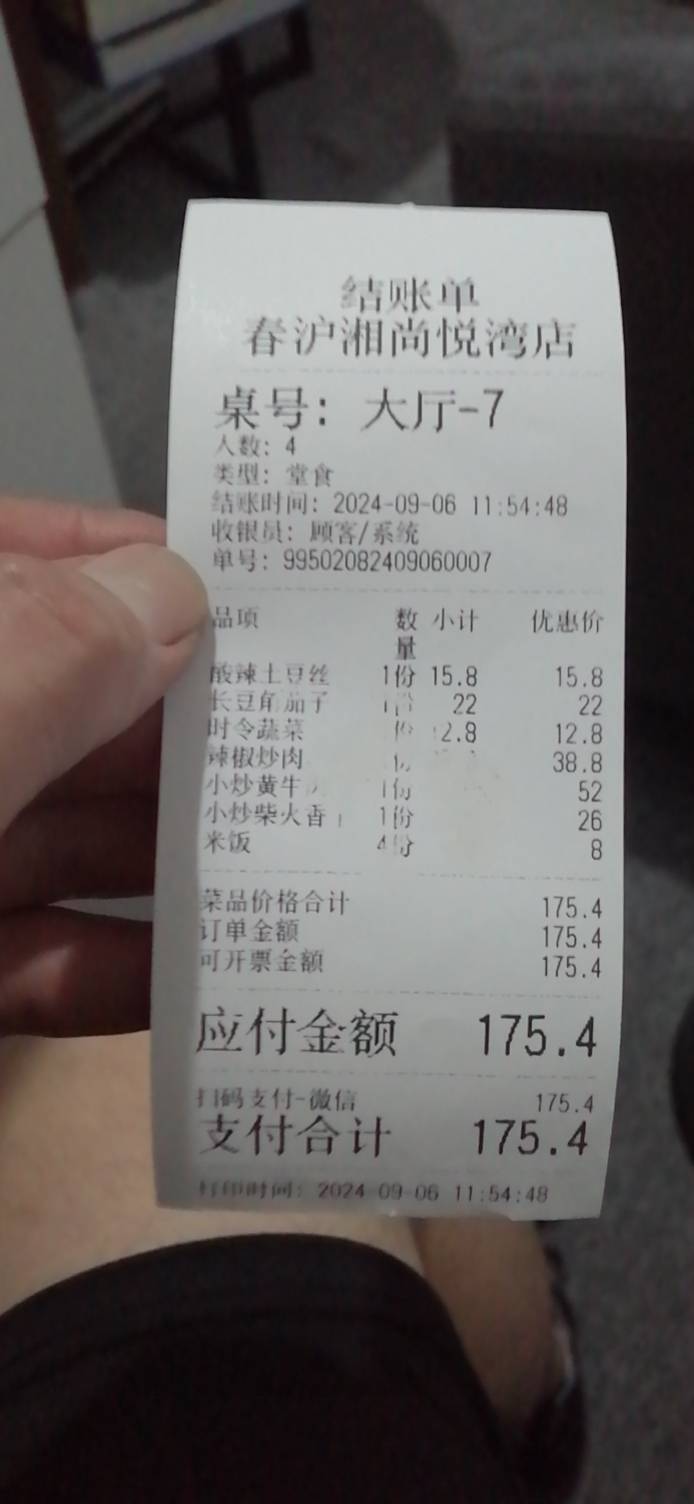 结账单
春沪湘尚悦湾店
桌号: 大厅-7
人数: 4
类型: 堂食
结账时间: 2024-09-06 11:54:48
收银员: 顾客/系统
单号: 99502082409060007
品项 数量 小计 优惠价
酸辣土豆丝 1份 15.8 15.8
长豆角茄子 22 22
时令蔬菜 份 2.8 12.8
辣椒炒肉 38.8
小炒黄牛 1份 52
小炒柴火香 1份 26
米饭 4份 8
菜品价格合计 175.4
订单金额 175.4
可开票金额 175.4
应付金额 175.4
扫码支付-微信 175.4
支付合计 175.4
打印时间: 2024-09-06 11:54:48